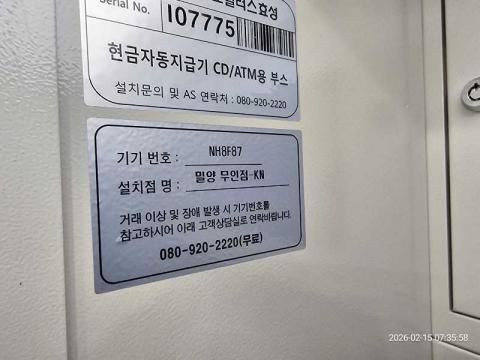 Serial No. I07775
현금자동지급기 CD/ATM용 부스
설치문의 및 AS 연락처 : 080-920-2220
기기 번호 : NH8F87
설치점 명 : 밀양 무인점-KN
거래 이상 및 장애 발생 시 기기번호를
참고하시어 아래 고객상담실로 연락바랍니다.
080-920-2220(무료)
2026-02-15 07:35:58